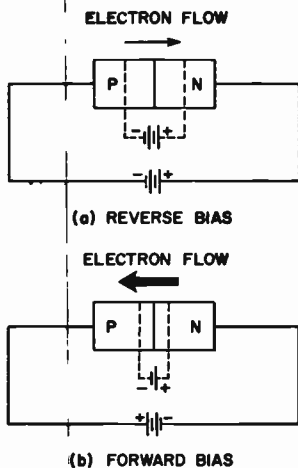 ELECTRON FLOW
P N
- +
- +
(a) REVERSE BIAS
ELECTRON FLOW
P N
- +
+ -
(b) FORWARD BIAS